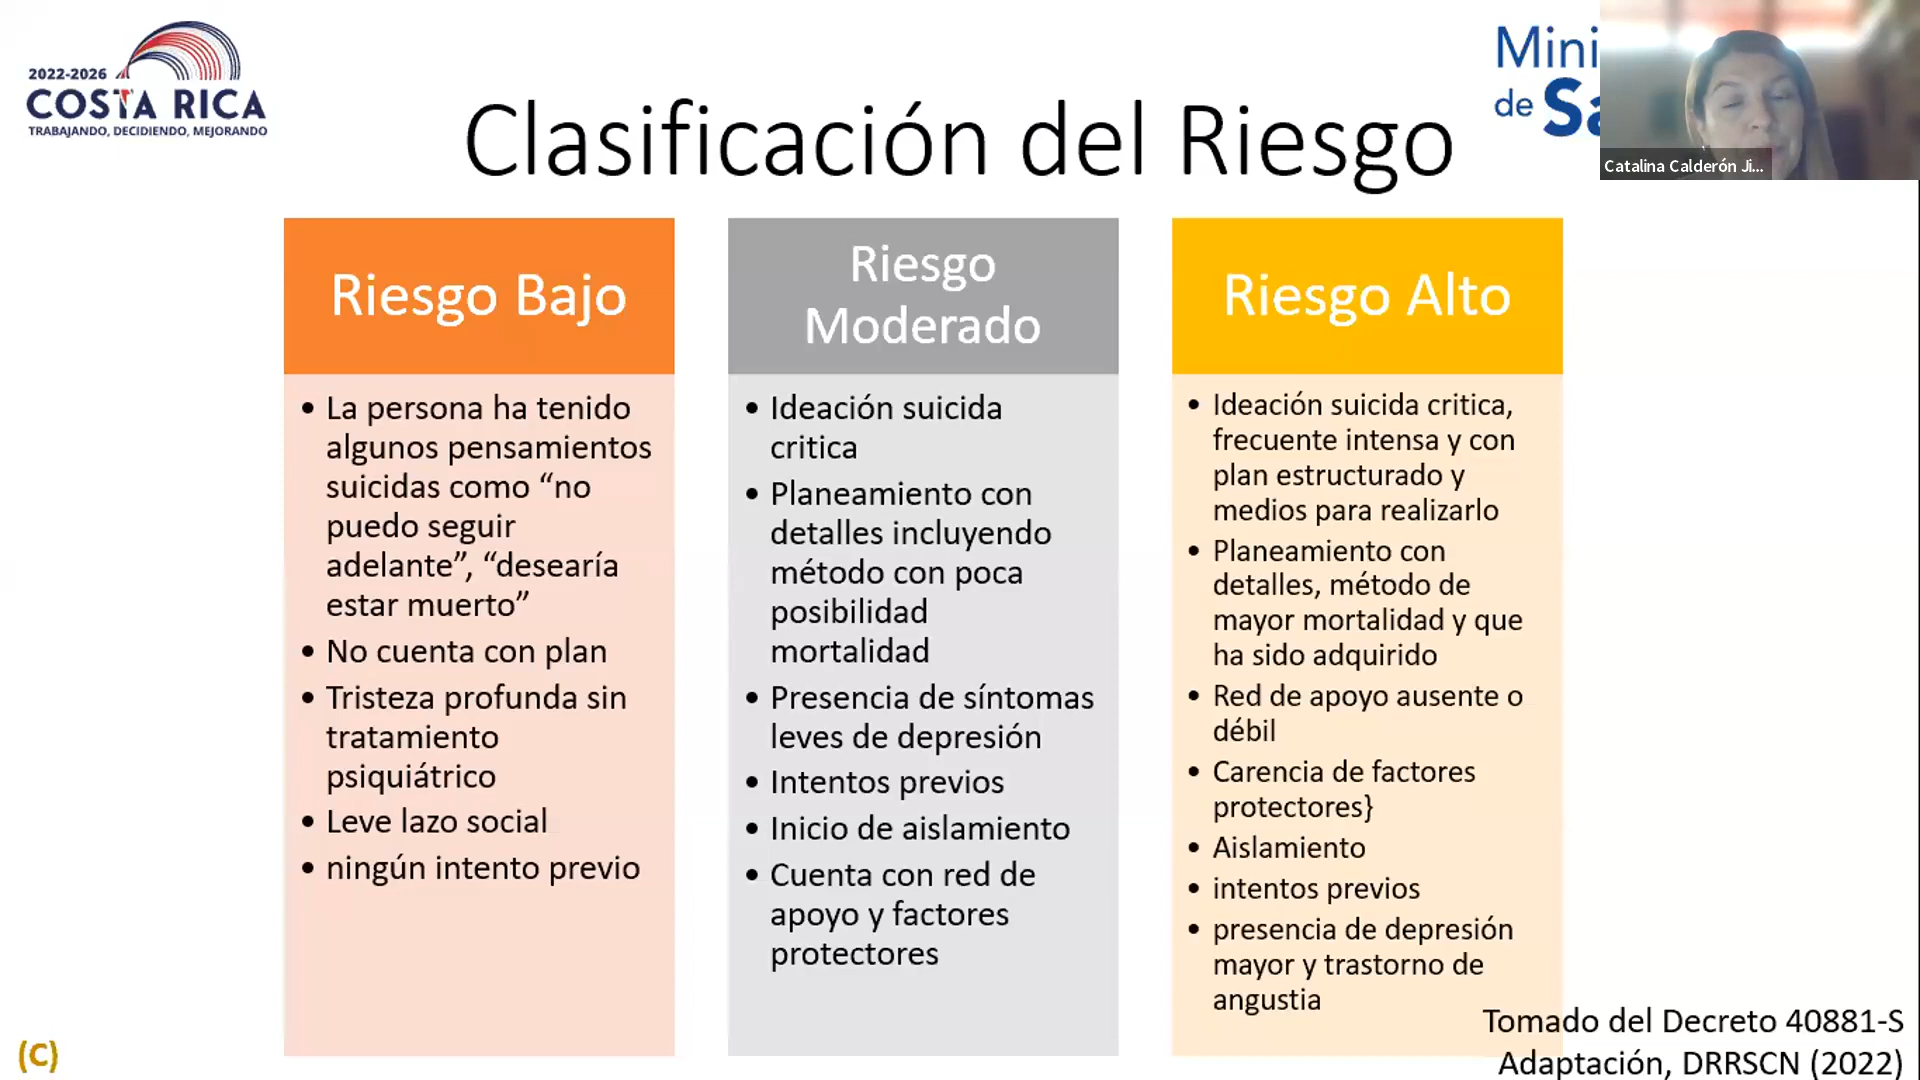 2022-2026
COSTA RICA
TRABAJANDO, DECIDIENDO, MEJORANDO
Clasificación del Riesgo
Mini
de Sa
Catalina Calderón Ji...
Riesgo Bajo
• La persona ha tenido
algunos pensamientos
suicidas como “no
puedo seguir
adelante”, “desearía
estar muerto”
• No cuenta con plan
• Tristeza profunda sin
tratamiento
psiquiátrico
• Leve lazo social
• ningún intento previo
Riesgo
Moderado
• Ideación suicida
critica
• Planeamiento con
detalles incluyendo
método con poca
posibilidad
mortalidad
• Presencia de síntomas
leves de depresión
• Intentos previos
• Inicio de aislamiento
• Cuenta con red de
apoyo y factores
protectores
Riesgo Alto
• Ideación suicida critica,
frecuente intensa y con
plan estructurado y
medios para realizarlo
• Planeamiento con
detalles, método de
mayor mortalidad y que
ha sido adquirido
• Red de apoyo ausente o
débil
• Carencia de factores
protectores}
• Aislamiento
• intentos previos
• presencia de depresión
mayor y trastorno de
angustia
Tomado del Decreto 40881-S
Adaptación, DRRSCN (2022)
(C)